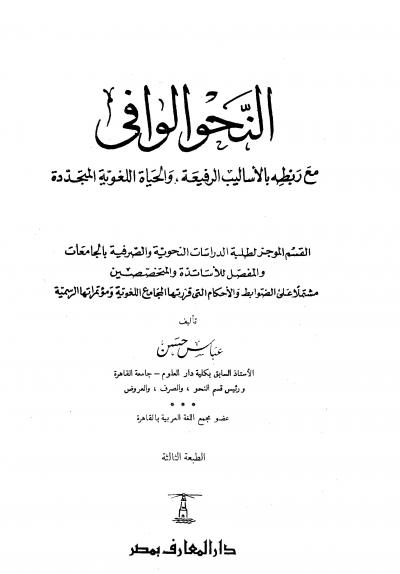 النَّحو الوافى
مع ربطه بالأساليب الرفيعة، والحياة اللغوية المتجددة
القسم الموجز لطلبة الدراسات النحوية والصرفية بالجامعات
والمفصل للأساتذة والمتخصصين
مشتملاً على الضوابط والأحكام التى قررتها المجامع اللغوية ومؤتمراتها الرسمية
تأليف
عباس حسن
الأستاذ السابق بكلية دار العلوم – جامعة القاهرة
ورئيس قسم النحو ، والصرف ، والعروض
عضو مجمع اللغة العربية بالقاهرة
الطبعة الثالثة
دار المعارف بمصر